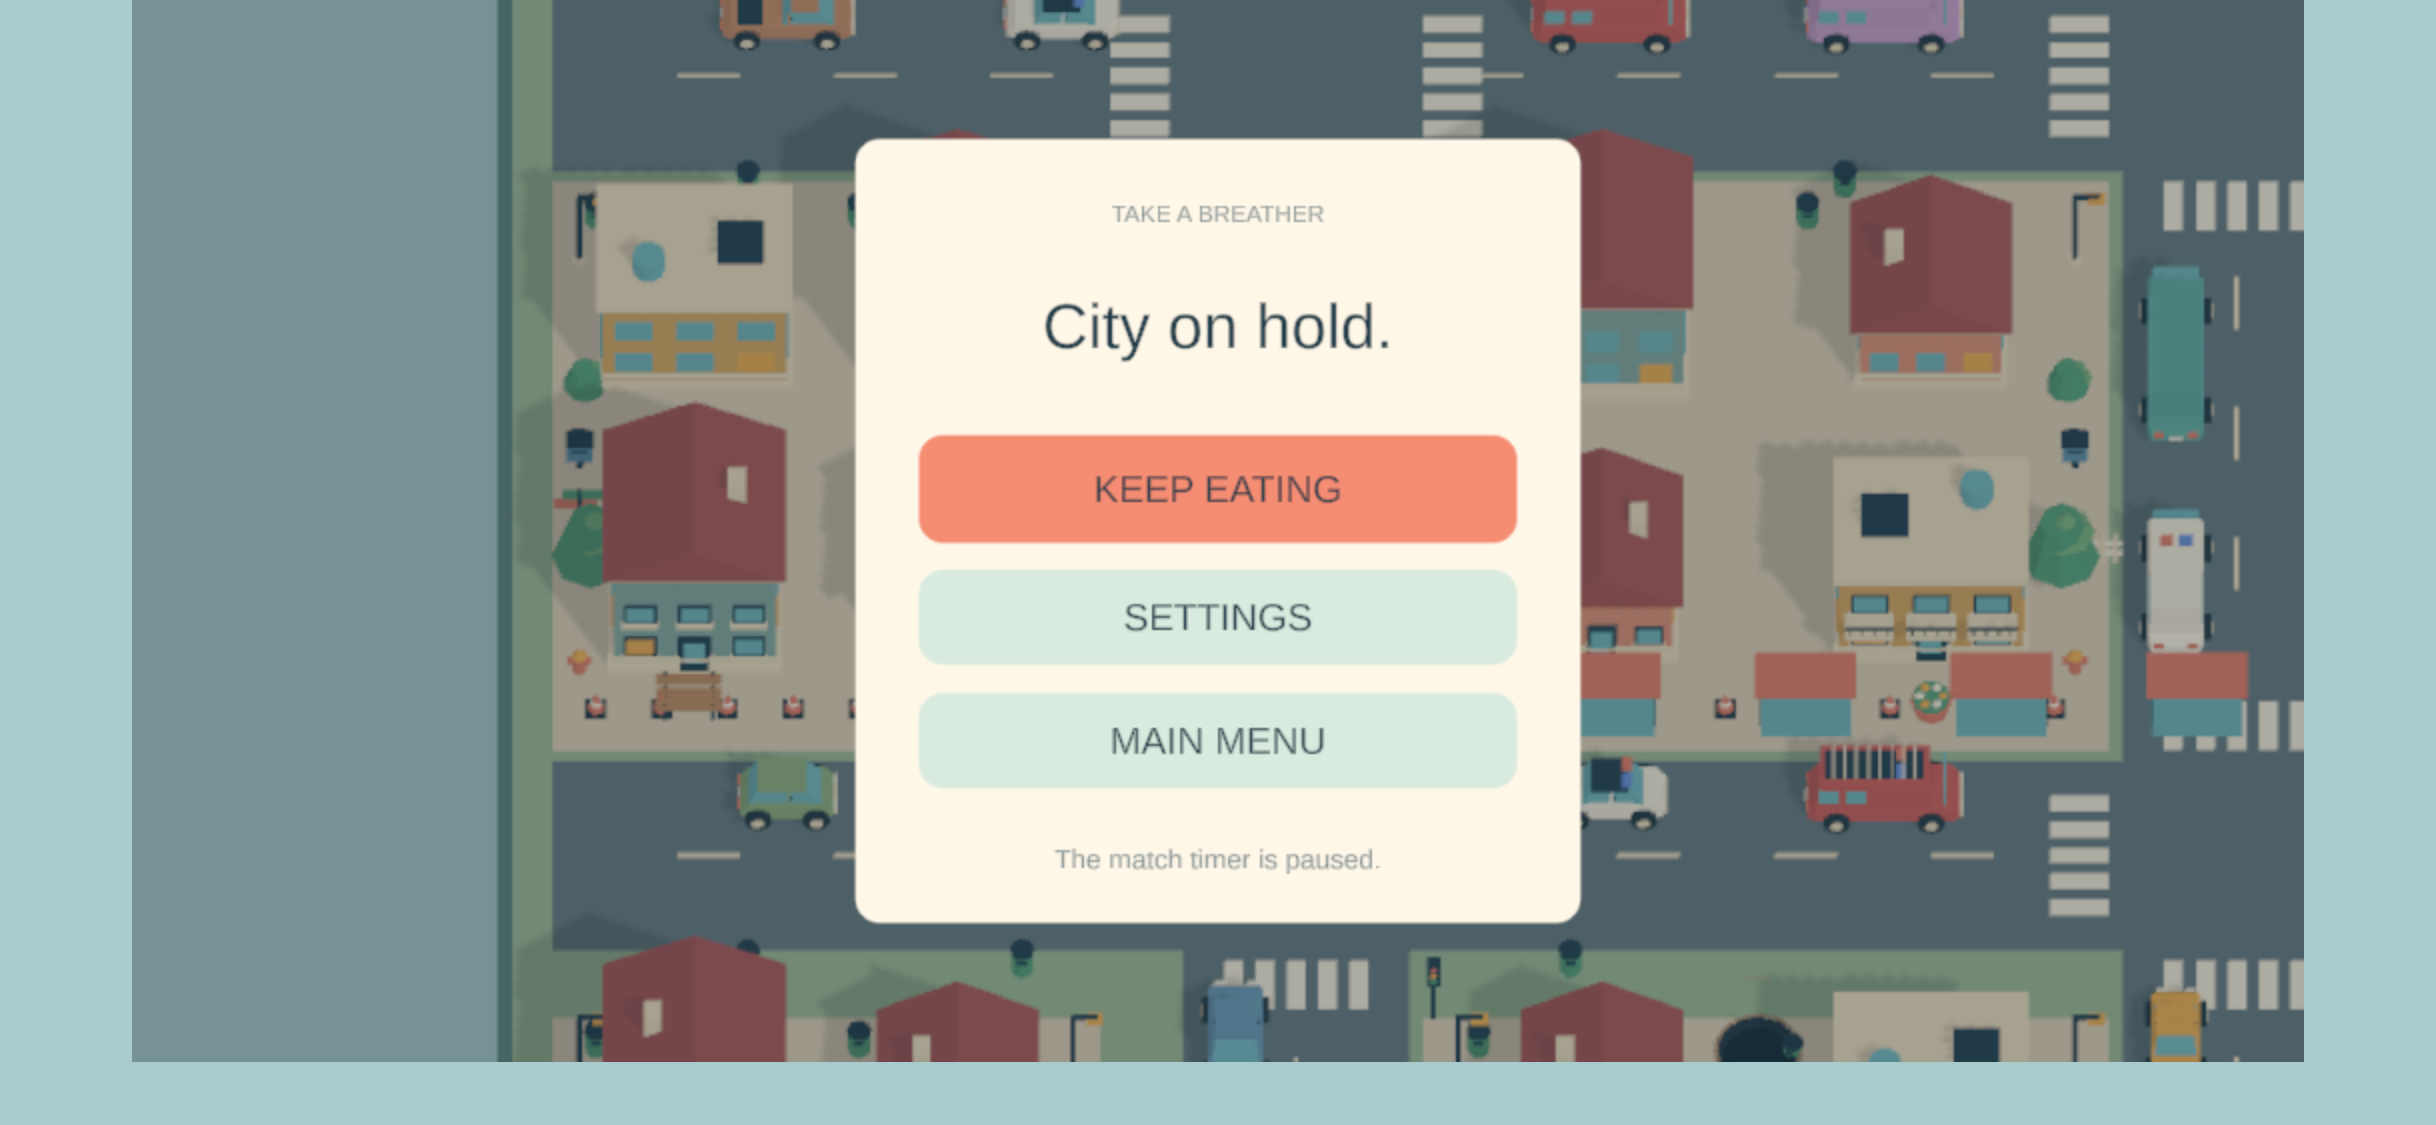 TAKE A BREATHER
City on hold.
KEEP EATING
SETTINGS
MAIN MENU
The match timer is paused.